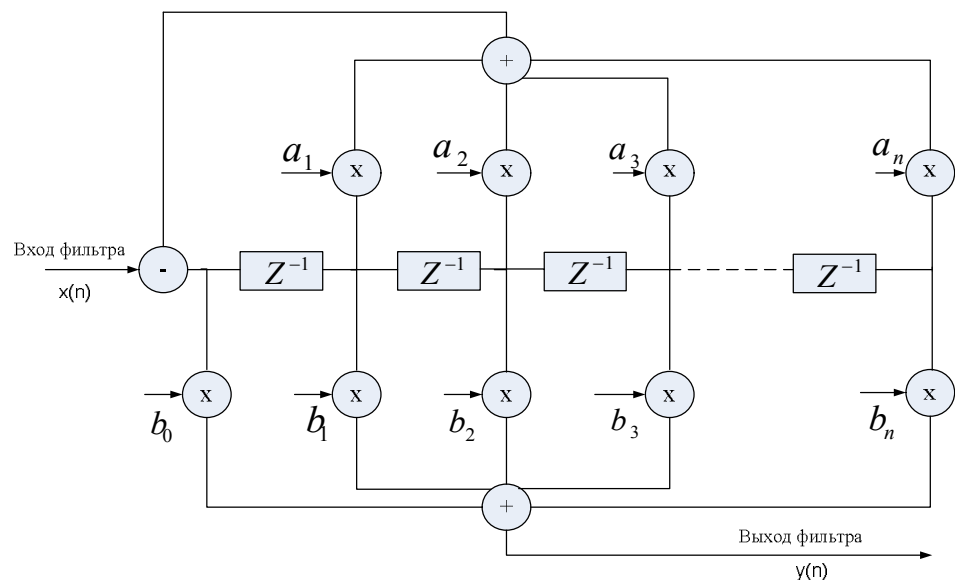 +
a₁ a₂ a₃ aₙ
x x x x
Вход фильтра
x(n)
-
Z⁻¹ Z⁻¹ Z⁻¹ Z⁻¹
x x x x x
b₀ b₁ b₂ b₃ bₙ
+
Выход фильтра
y(n)